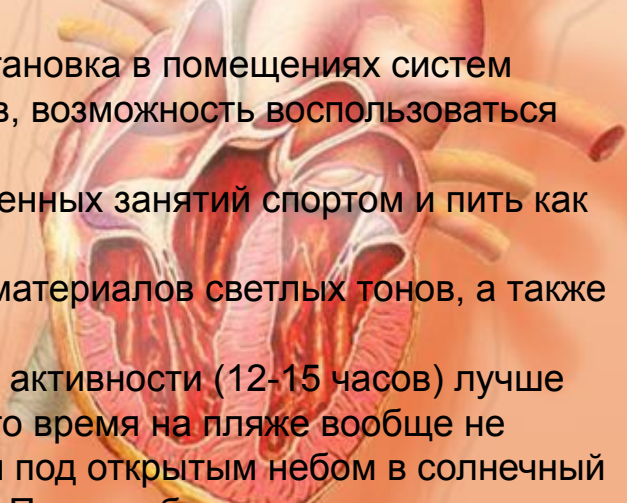 тановка в помещениях систем
в, возможность воспользоваться
енных занятий спортом и пить как
материалов светлых тонов, а также
активности (12-15 часов) лучше
го время на пляже вообще не
под открытым небом в солнечный